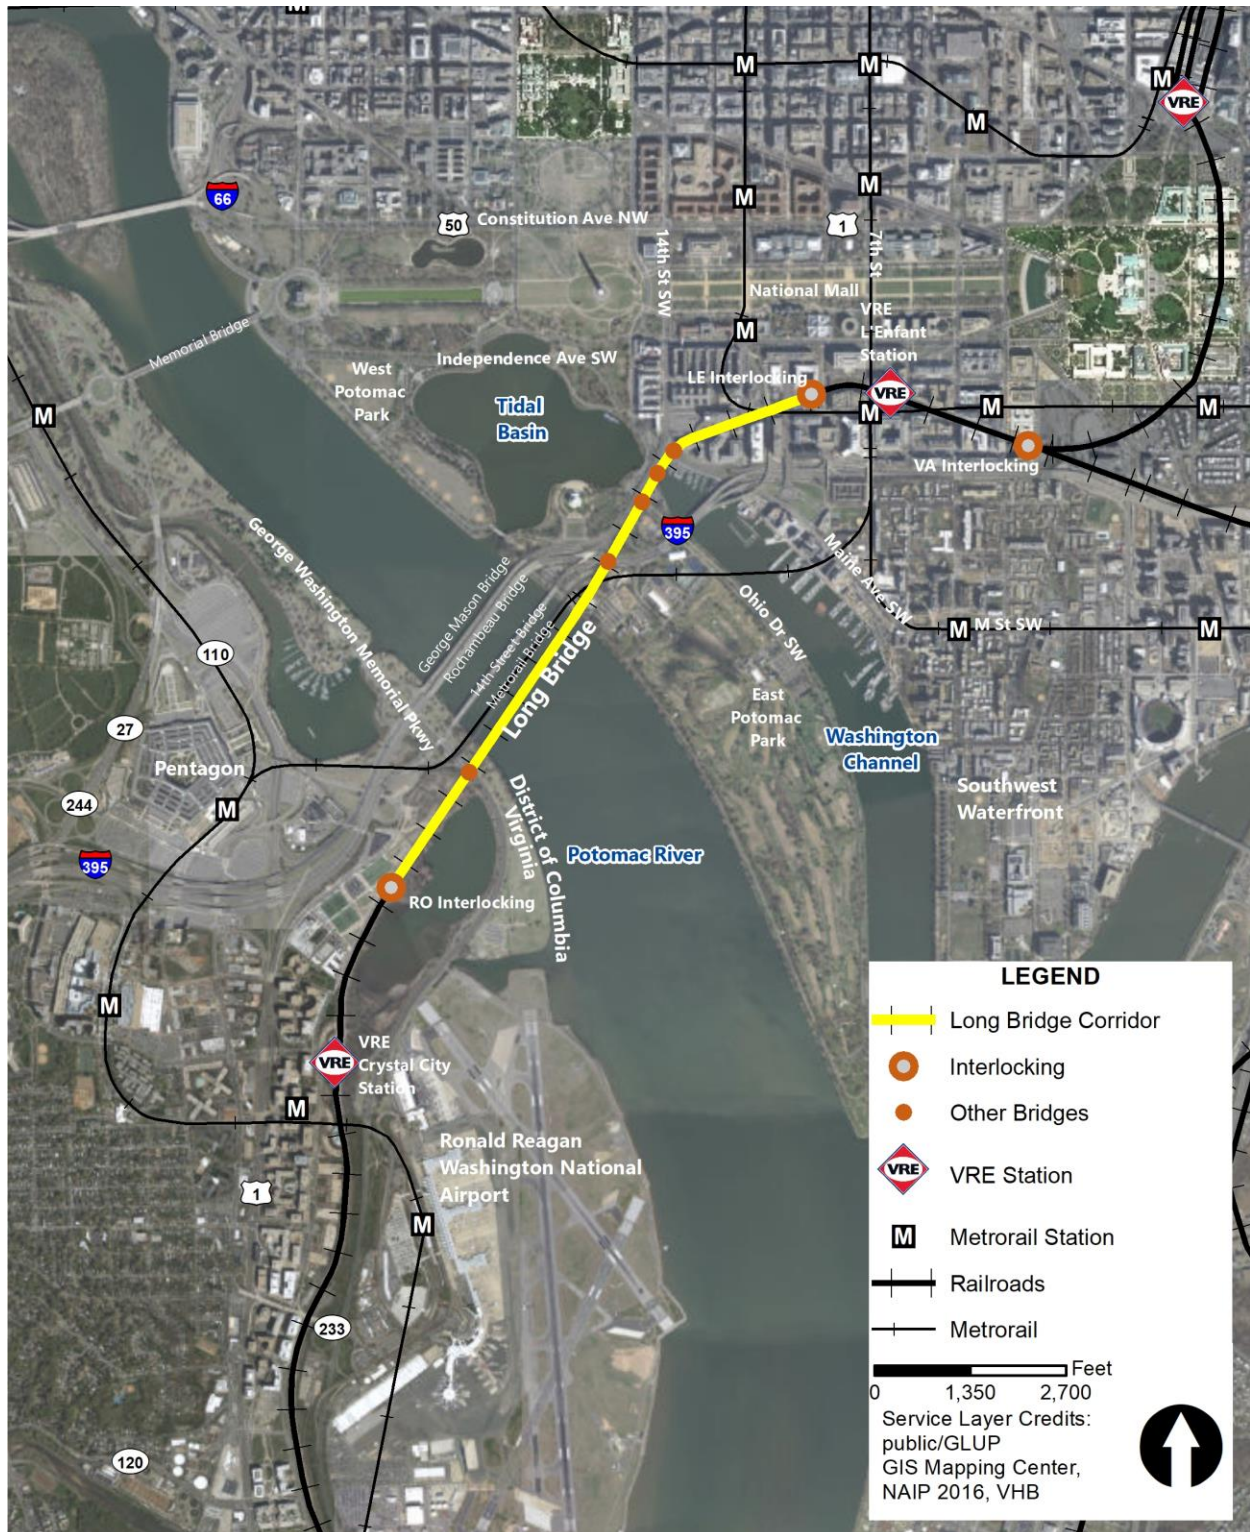 M
M
M
M
M
VRE
M
M
66
50
Constitution Ave NW
1
14th St SW
7th St
National Mall
VRE
L'Enfant
Station
M
Memorial Bridge
Independence Ave SW
West
Potomac
Park
LE Interlocking
VRE
Tidal
Basin
M
M
M
M
VA Interlocking
395
George Washington Memorial Pkwy
George Mason Bridge
Rochambeau Bridge
14th Street Bridge
Metrorail Bridge
Long Bridge
Maine Ave SW
Ohio Dr SW
M
M St SW
M
110
27
Pentagon
East
Potomac
Park
Washington
Channel
244
M
Southwest
Waterfront
District of Columbia
Virginia
Potomac River
395
RO Interlocking
M
VRE
VRE
Crystal City
Station
M
Ronald Reagan
Washington National
Airport
1
M
233
120
LEGEND
Long Bridge Corridor
Interlocking
Other Bridges
VRE
VRE Station
M
Metrorail Station
Railroads
Metrorail
Feet
0 1,350 2,700
Service Layer Credits:
public/GLUP
GIS Mapping Center,
NAIP 2016, VHB